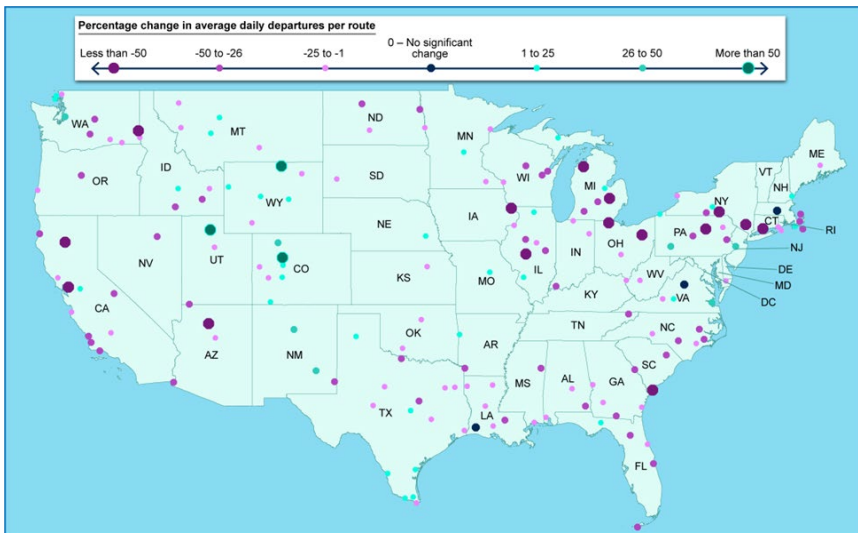 Percentage change in average daily departures per route
0 – No significant
change
Less than -50
-50 to -26
-25 to -1
1 to 25
26 to 50
More than 50
WA
MT
ND
MN
ME
VT
NH
OR
ID
WY
SD
WI
MI
NY
CT
RI
IA
NE
PA
NJ
NV
UT
CO
KS
MO
IL
IN
OH
WV
VA
DE
MD
DC
CA
KY
AZ
NM
OK
AR
TN
NC
SC
TX
LA
MS
AL
GA
FL